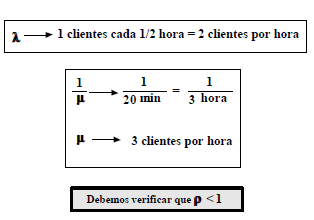 λ → 1 clientes cada 1/2 hora = 2 clientes por hora
1/μ → 1/20 min = 1/3 hora
μ → 3 clientes por hora
Debemos verificar que ρ < 1